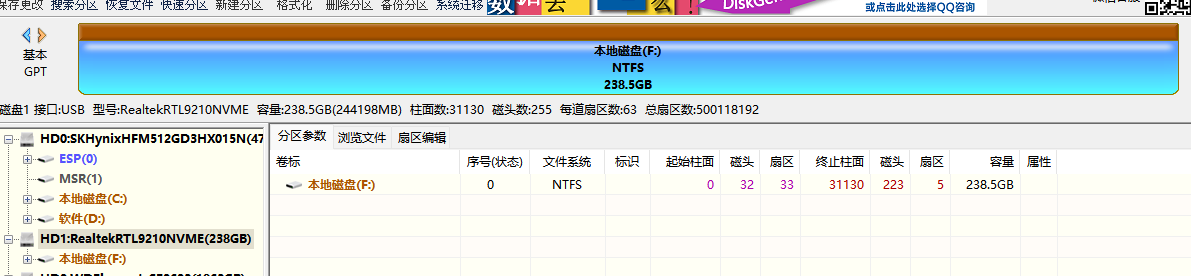 保存更改 搜索分区 恢复文件 快速分区 新建分区 格式化 删除分区 备份分区 系统迁移
DiskGen
或点击此处选择QQ咨询
基本
GPT
本地磁盘(F:)
NTFS
238.5GB
磁盘1 接口:USB 型号:RealtekRTL9210NVME 容量:238.5GB(244198MB) 柱面数:31130 磁头数:255 每道扇区数:63 总扇区数:500118192
HD0:SKHynixHFM512GD3HX015N(47
ESP(0)
MSR(1)
本地磁盘(C:)
软件(D:)
HD1:RealtekRTL9210NVME(238GB)
本地磁盘(F:)
分区参数 浏览文件 扇区编辑
卷标 序号(状态) 文件系统 标识 起始柱面 磁头 扇区 终止柱面 磁头 扇区 容量 属性
本地磁盘(F:) 0 NTFS 0 32 33 31130 223 5 238.5GB